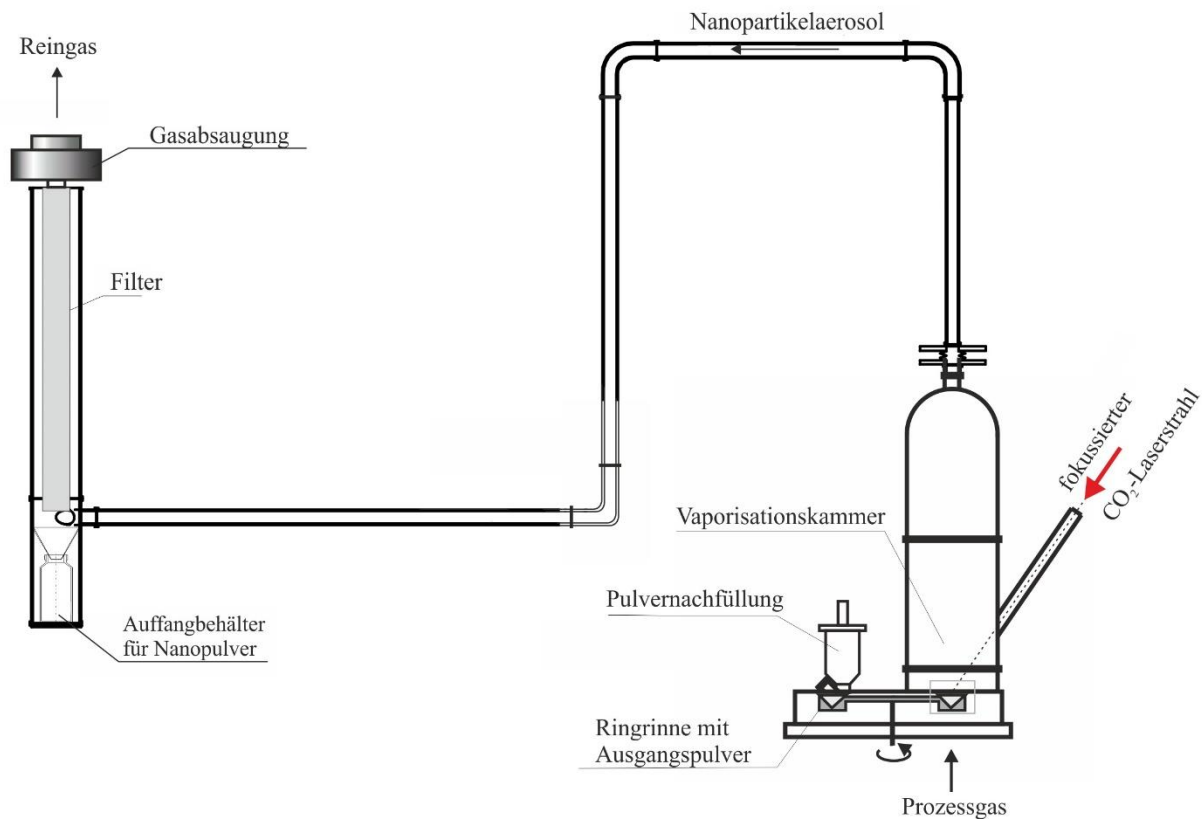 Nanopartikelaerosol
Reingas
Gasabsaugung
Filter
fokussierter
CO₂-Laserstrahl
Vaporisationskammer
Pulvernachfüllung
Auffangbehälter
für Nanopulver
Ringrinne mit
Ausgangspulver
Prozessgas